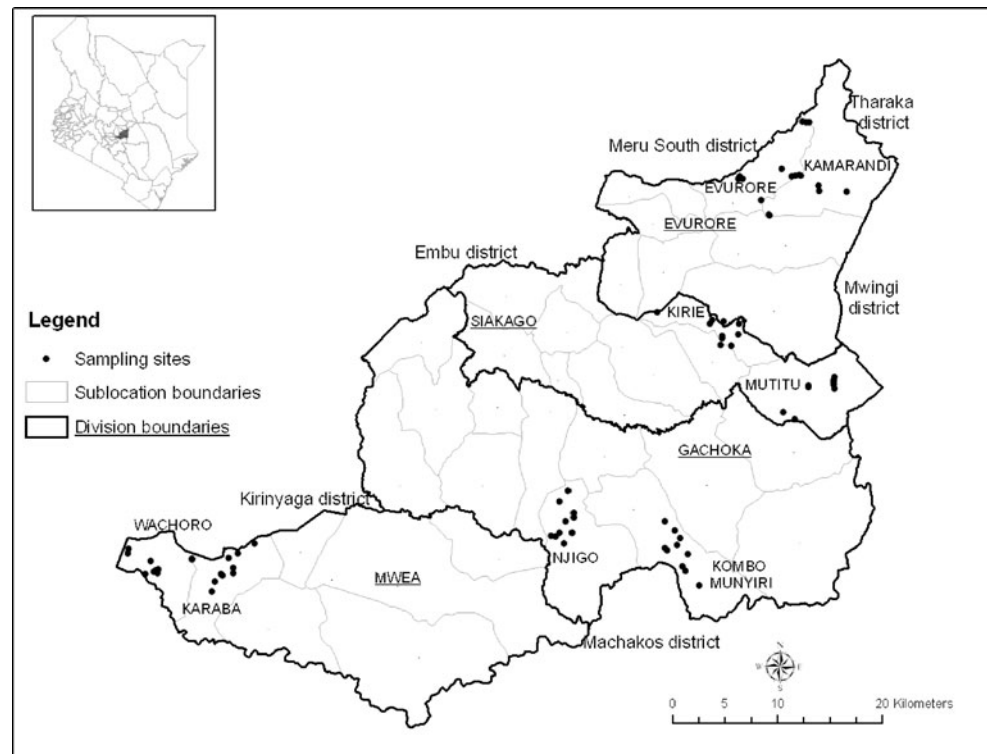 Tharaka
district
Meru South district
KAMARANDI
EVURORE
EVURORE
Embu district
Mwingi
district
Legend
Sampling sites
Sublocation boundaries
Division boundaries
KIRIE
SIAKAGO
MUTITU
GACHOKA
Kirinyaga district
WACHORO
NJIGO
KOMBO
MUNYIRI
MWEA
KARABA
Machakos district
N
W E
S
0 5 10 20 Kilometers